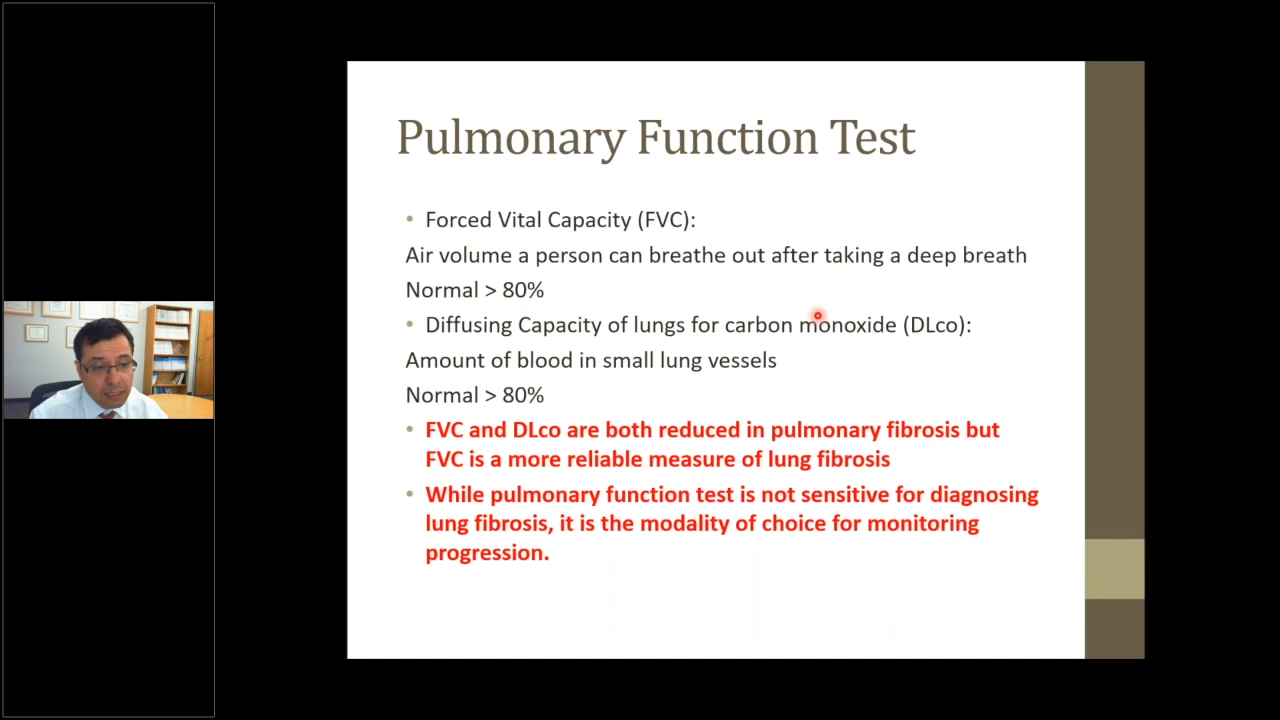 Pulmonary Function Test
• Forced Vital Capacity (FVC):
Air volume a person can breathe out after taking a deep breath
Normal > 80%
• Diffusing Capacity of lungs for carbon monoxide (DLco):
Amount of blood in small lung vessels
Normal > 80%
• FVC and DLco are both reduced in pulmonary fibrosis but
FVC is a more reliable measure of lung fibrosis
• While pulmonary function test is not sensitive for diagnosing
lung fibrosis, it is the modality of choice for monitoring
progression.